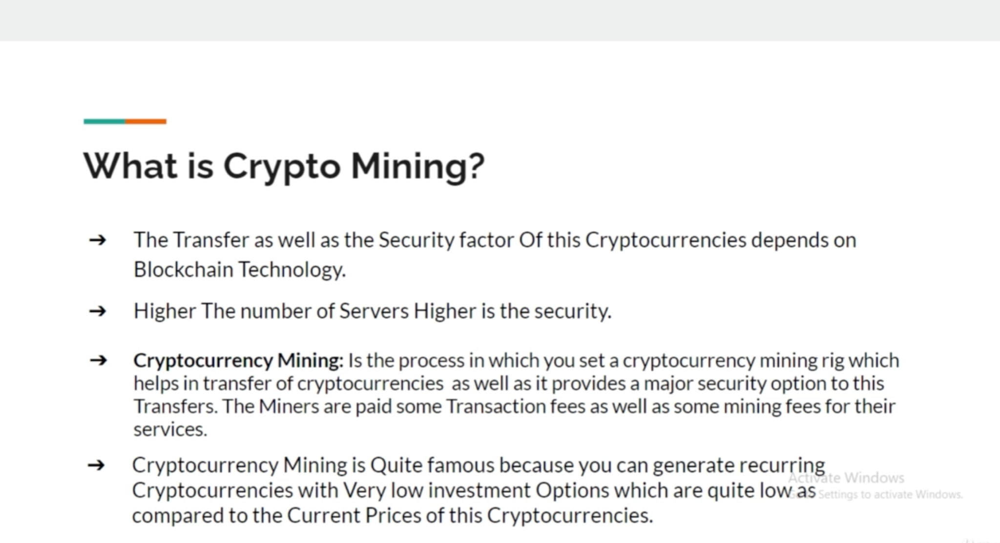 What is Crypto Mining?
➔ The Transfer as well as the Security factor Of this Cryptocurrencies depends on
Blockchain Technology.
➔ Higher The number of Servers Higher is the security.
➔ Cryptocurrency Mining: Is the process in which you set a cryptocurrency mining rig which
helps in transfer of cryptocurrencies as well as it provides a major security option to this
Transfers. The Miners are paid some Transaction fees as well as some mining fees for their
services.
➔ Cryptocurrency Mining is Quite famous because you can generate recurring
Cryptocurrencies with Very low investment Options which are quite low as
compared to the Current Prices of this Cryptocurrencies.
Activate Windows
Go to Settings to activate Windows.